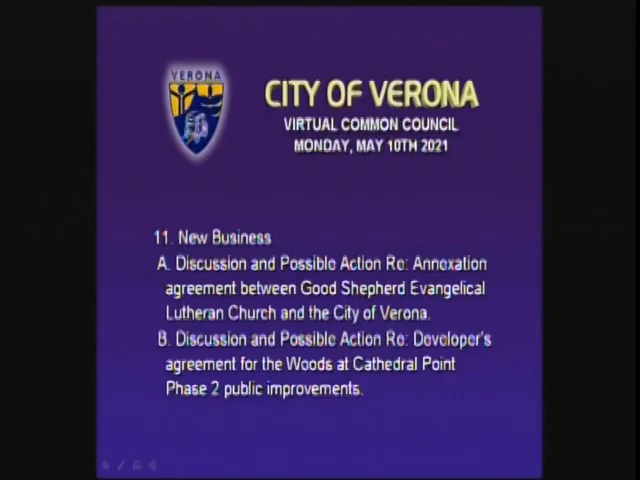 VERONA
CITY OF VERONA
VIRTUAL COMMON COUNCIL
MONDAY, MAY 10TH 2021
11. New Business
A. Discussion and Possible Action Re: Annexation
agreement between Good Shepherd Evangelical
Lutheran Church and the City of Verona.
B. Discussion and Possible Action Re: Developer's
agreement for the Woods at Cathedral Point
Phase 2 public improvements.